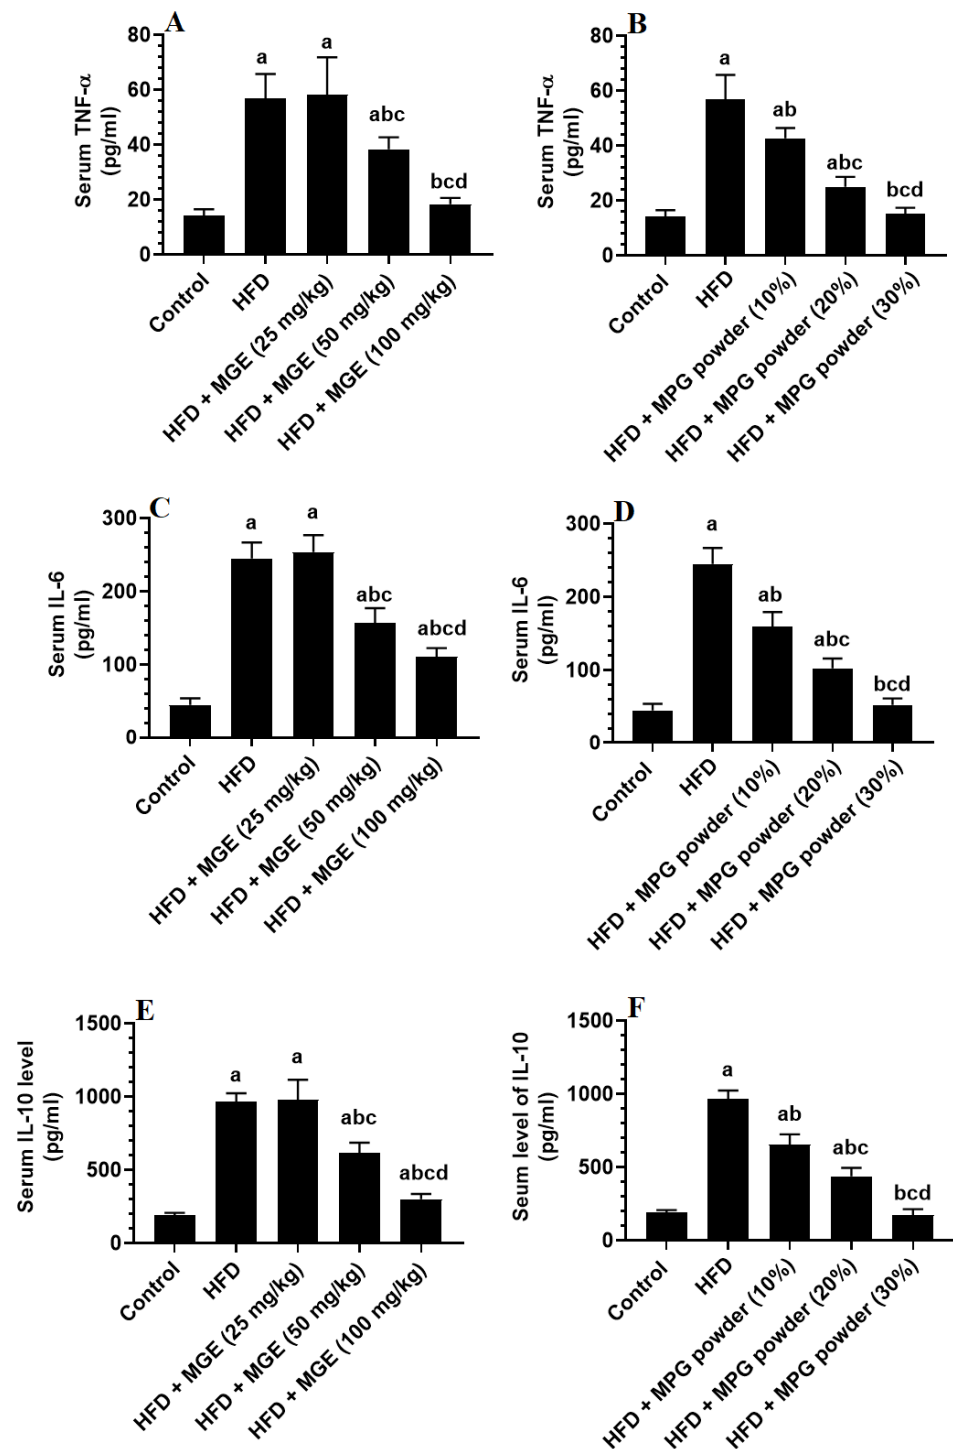 A
Serum TNF-α
(pg/ml)
80
60
40
20
0
a
a
abc
bcd
Control
HFD
HFD + MGE (25 mg/kg)
HFD + MGE (50 mg/kg)
HFD + MGE (100 mg/kg)
B
Serum TNF-α
(pg/ml)
80
60
40
20
0
a
ab
abc
bcd
Control
HFD
HFD + MPG powder (10%)
HFD + MPG powder (20%)
HFD + MPG powder (30%)
C
Serum IL-6
(pg/ml)
300
200
100
0
a
a
abc
abcd
Control
HFD
HFD + MGE (25 mg/kg)
HFD + MGE (50 mg/kg)
HFD + MGE (100 mg/kg)
D
Serum IL-6
(pg/ml)
300
200
100
0
a
ab
abc
bcd
Control
HFD
HFD + MPG powder (10%)
HFD + MPG powder (20%)
HFD + MPG powder (30%)
E
Serum IL-10 level
(pg/ml)
1500
1000
500
0
a
a
abc
abcd
Control
HFD
HFD + MGE (25 mg/kg)
HFD + MGE (50 mg/kg)
HFD + MGE (100 mg/kg)
F
Seum level of IL-10
(pg/ml)
1500
1000
500
0
a
ab
abc
bcd
Control
HFD
HFD + MPG powder (10%)
HFD + MPG powder (20%)
HFD + MPG powder (30%)